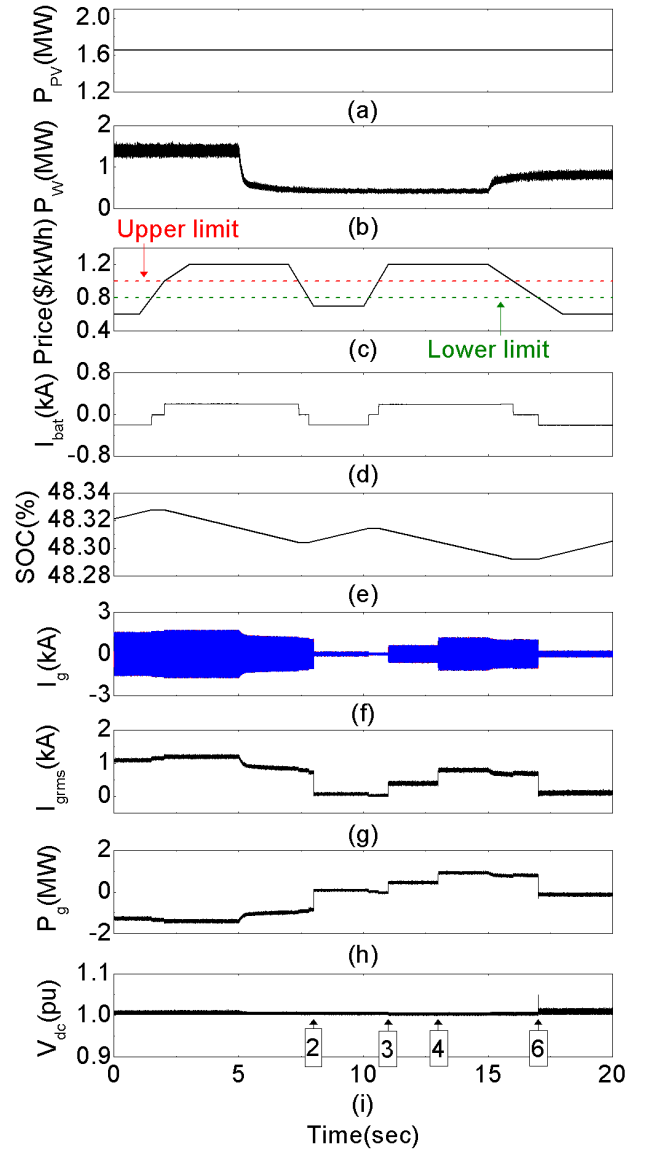 P_PV(MW)
2.0
1.6
1.2
(a)
P_W(MW)
2
1
0
(b)
Price($/kWh)
Upper limit
1.2
0.8
0.4
Lower limit
(c)
I_bat(kA)
0.8
0.0
-0.8
(d)
SOC(%)
48.34
48.32
48.30
48.28
(e)
I_g(kA)
3
0
-3
(f)
I_grms(kA)
2
1
0
(g)
P_g(MW)
2
0
-2
(h)
V_dc(pu)
1.1
1.0
0.9
2 3 4 6
0 5 10 15 20
(i)
Time(sec)